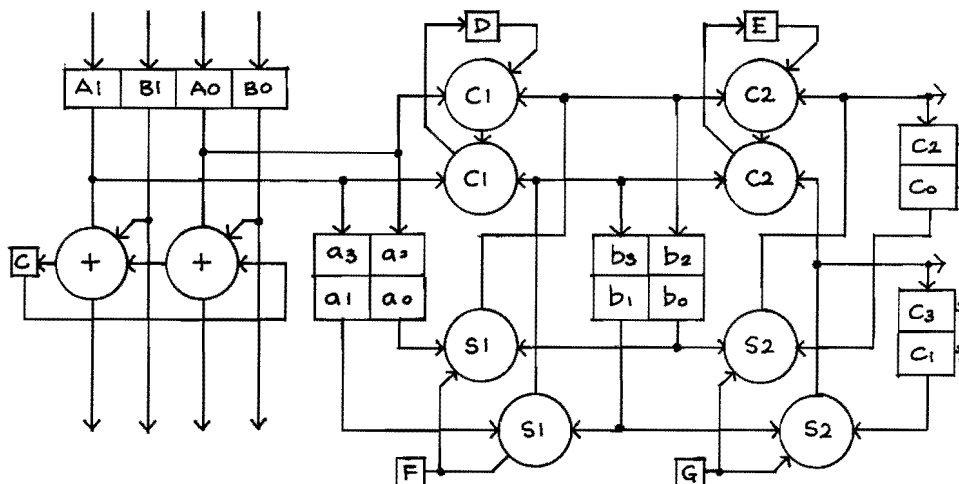 D E
C1 C2
A1 B1 A0 B0
C1 C2
C2
C0
C + +
a3 a2
a1 a0
b3 b2
b1 b0
C3
C1
S1 S2
S1 S2
F G